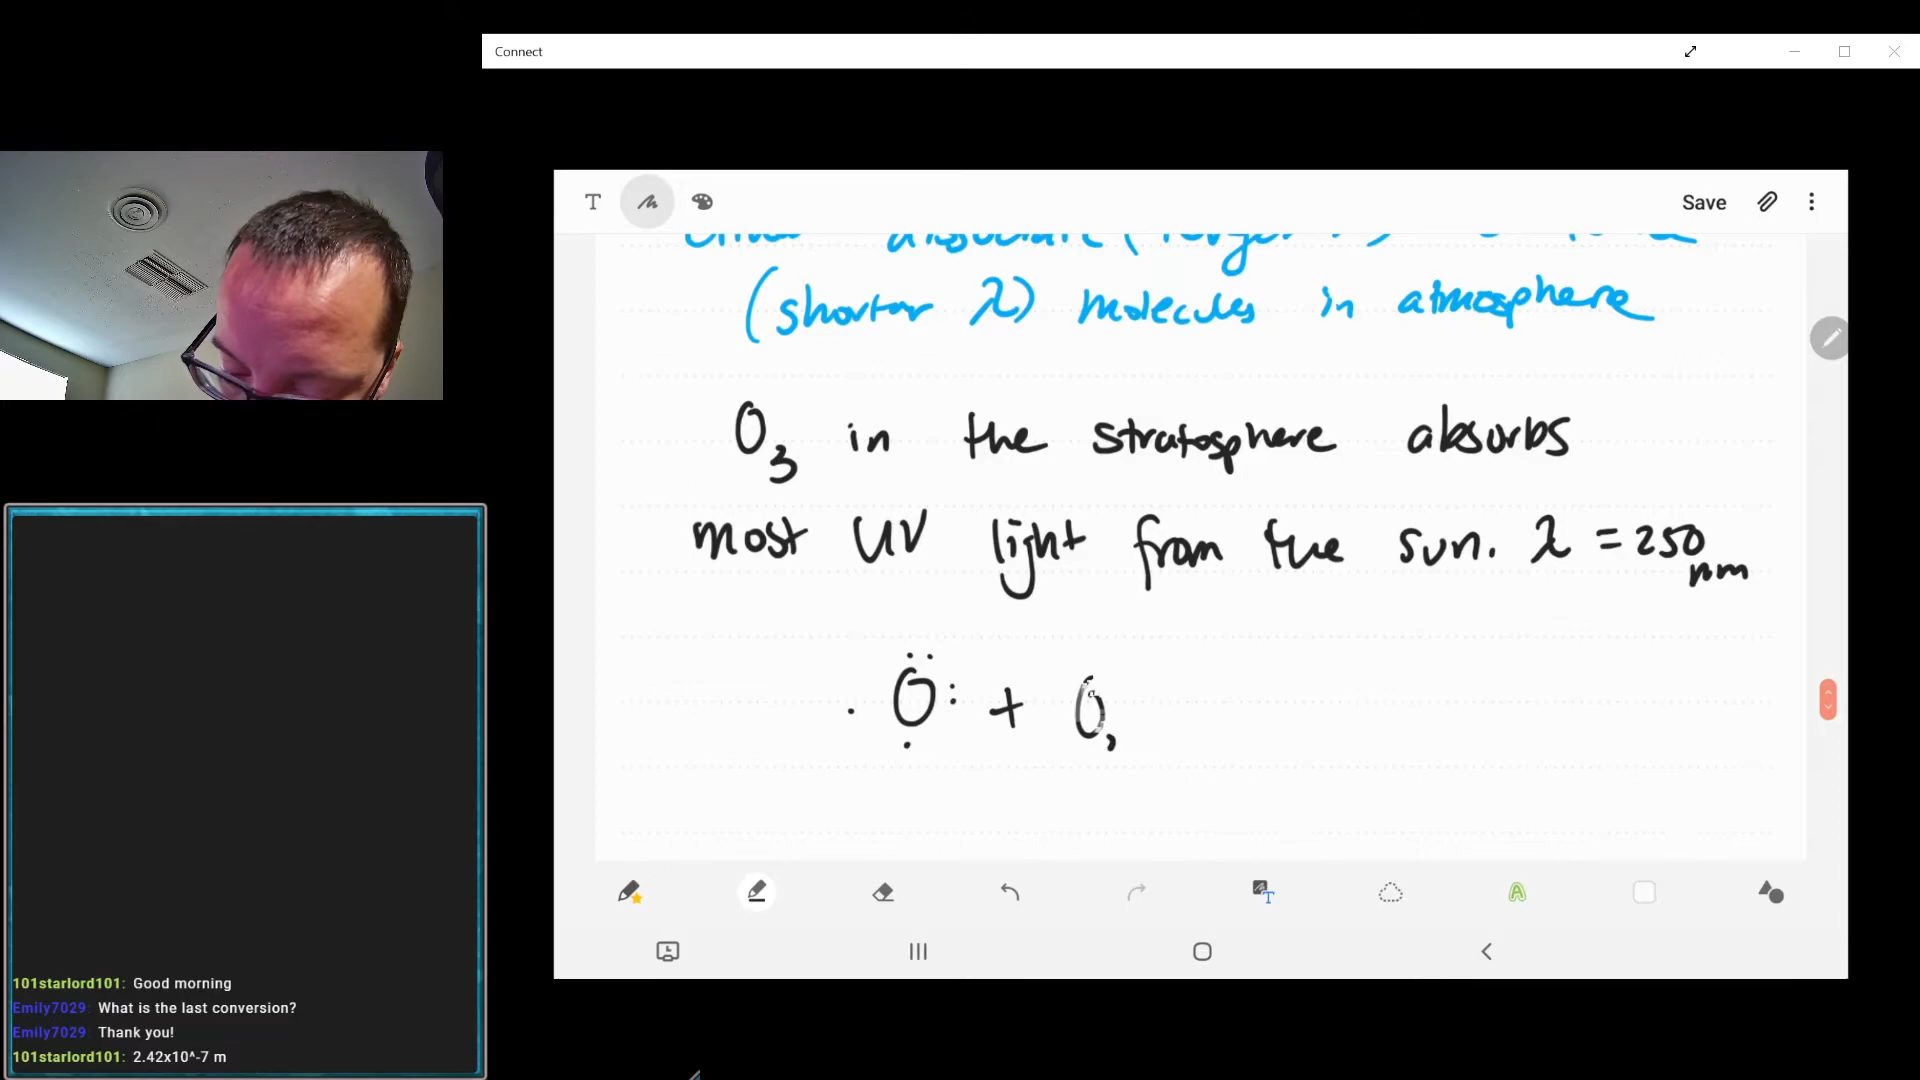 Connect
Save
(shorter λ) molecules in atmosphere
O3 in the stratosphere absorbs
most UV light from the sun. λ = 250
nm
O + O
101starlord101: Good morning
Emily7029: What is the last conversion?
Emily7029: Thank you!
101starlord101: 2.42x10^-7 m